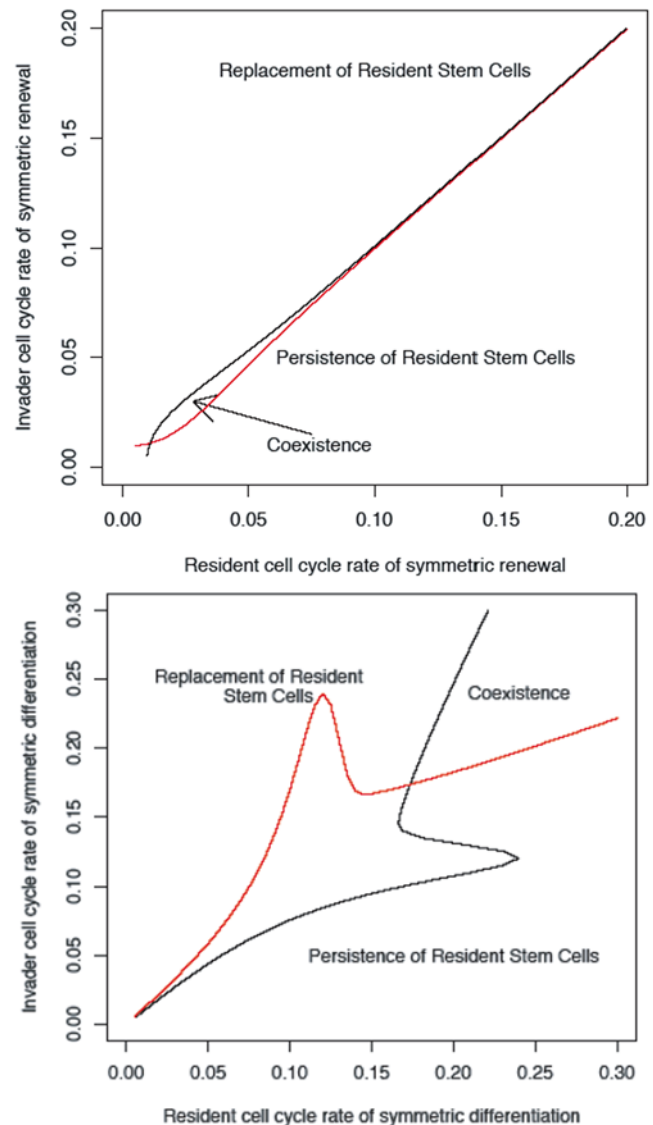 0.20
Replacement of Resident Stem Cells
0.15
0.10
Invader cell cycle rate of symmetric renewal
0.05
Persistence of Resident Stem Cells
Coexistence
0.00
0.00 0.05 0.10 0.15 0.20
Resident cell cycle rate of symmetric renewal
0.30
0.25
Replacement of Resident
Stem Cells
Coexistence
0.20
0.15
Invader cell cycle rate of symmetric differentiation
0.10
0.05
Persistence of Resident Stem Cells
0.00
0.00 0.05 0.10 0.15 0.20 0.25 0.30
Resident cell cycle rate of symmetric differentiation